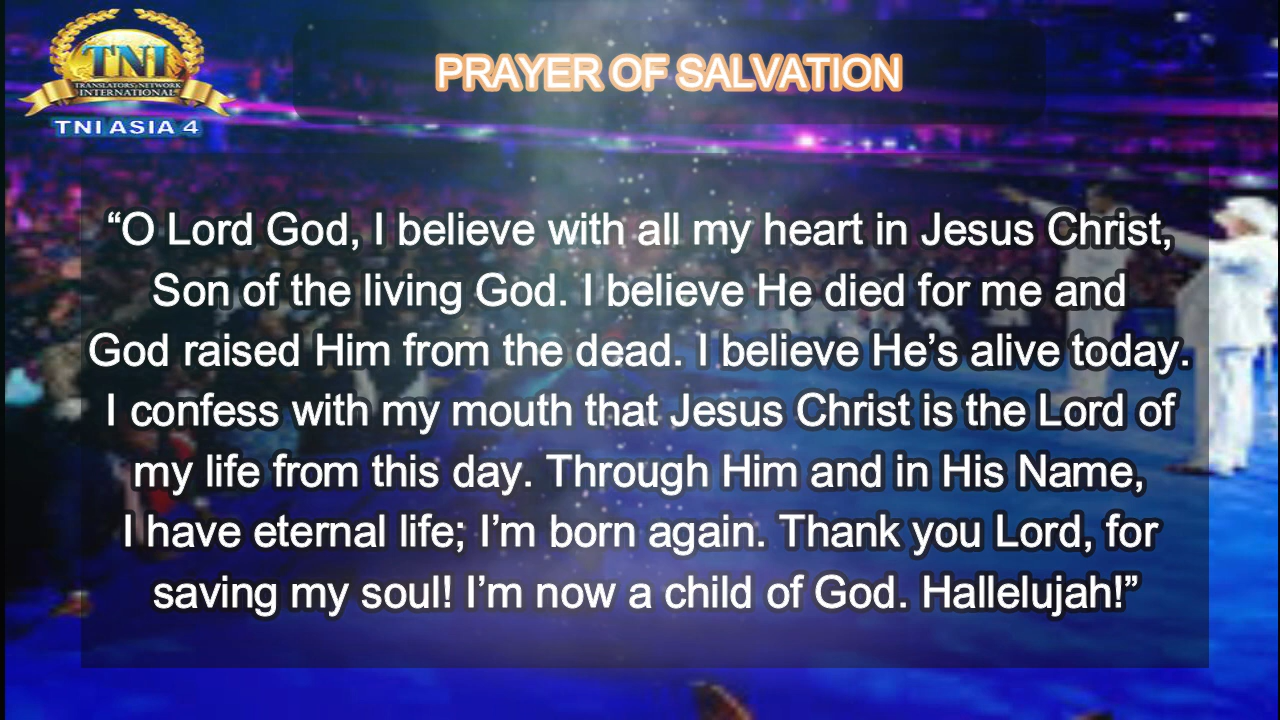 TNI
TRANSLATORS NETWORK
INTERNATIONAL
TNI ASIA 4
PRAYER OF SALVATION
“O Lord God, I believe with all my heart in Jesus Christ,
Son of the living God. I believe He died for me and
God raised Him from the dead. I believe He’s alive today.
I confess with my mouth that Jesus Christ is the Lord of
my life from this day. Through Him and in His Name,
I have eternal life; I’m born again. Thank you Lord, for
saving my soul! I’m now a child of God. Hallelujah!”